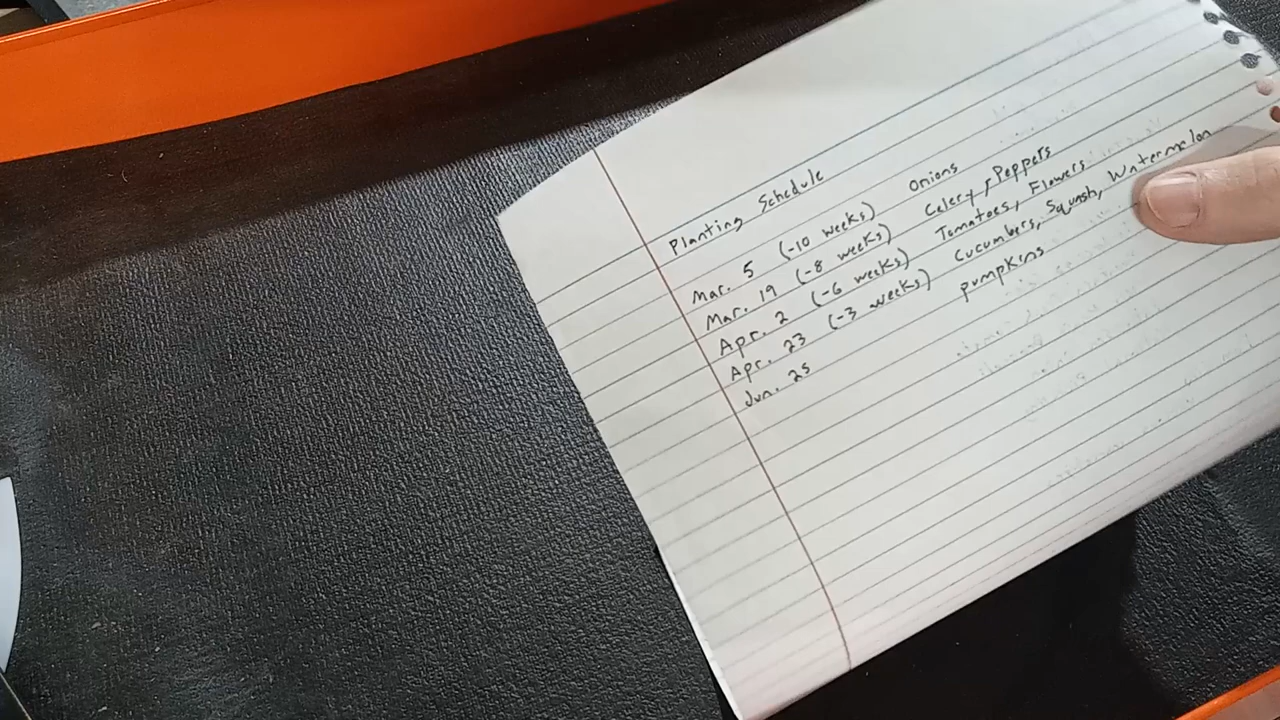 Planting Schedule
Mar. 5 (-10 weeks) Onions
Mar. 19 (-8 weeks) Celery, Peppers
Apr. 2 (-6 weeks) Tomatoes, Flowers
Apr. 23 (-3 weeks) Cucumbers, Squash, Watermelon
Jun. 25 pumpkins